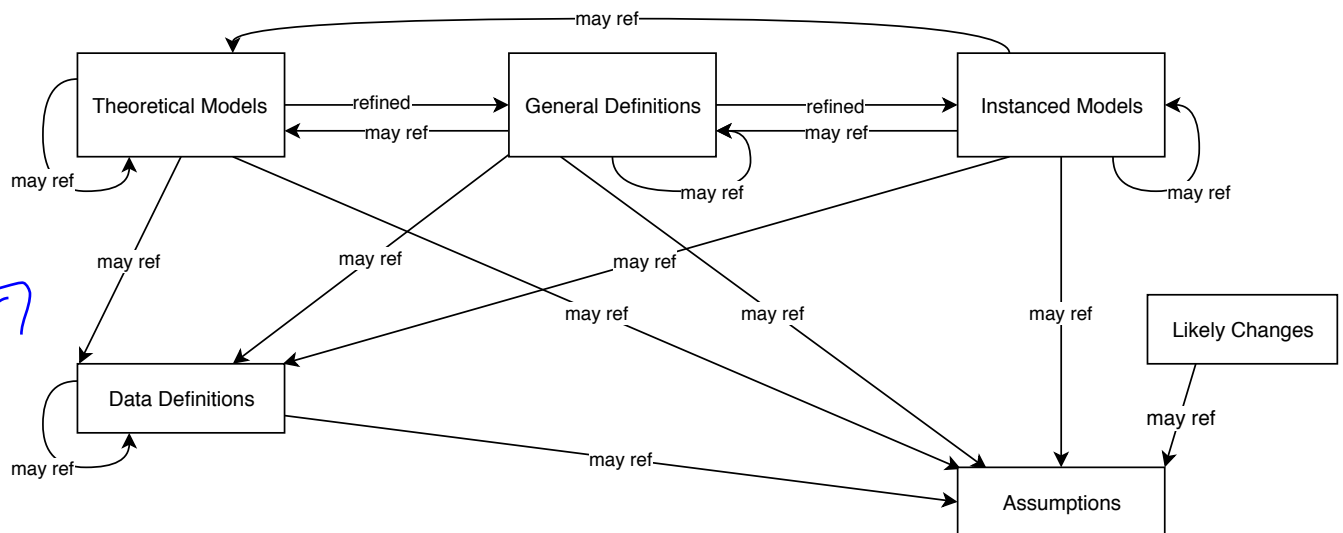 may ref
Theoretical Models
refined
General Definitions
refined
Instanced Models
may ref
may ref
may ref
may ref
may ref
may ref
may ref
may ref
may ref
may ref
may ref
may ref
Likely Changes
Data Definitions
may ref
may ref
may ref
Assumptions